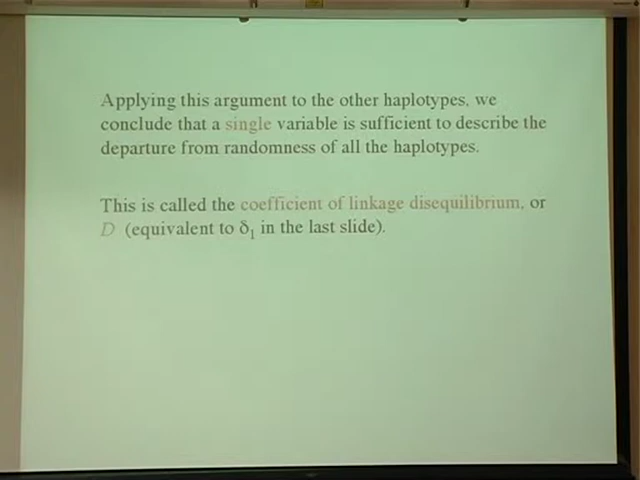 Applying this argument to the other haplotypes, we
conclude that a single variable is sufficient to describe the
departure from randomness of all the haplotypes.
This is called the coefficient of linkage disequilibrium, or
D (equivalent to δ₁ in the last slide).